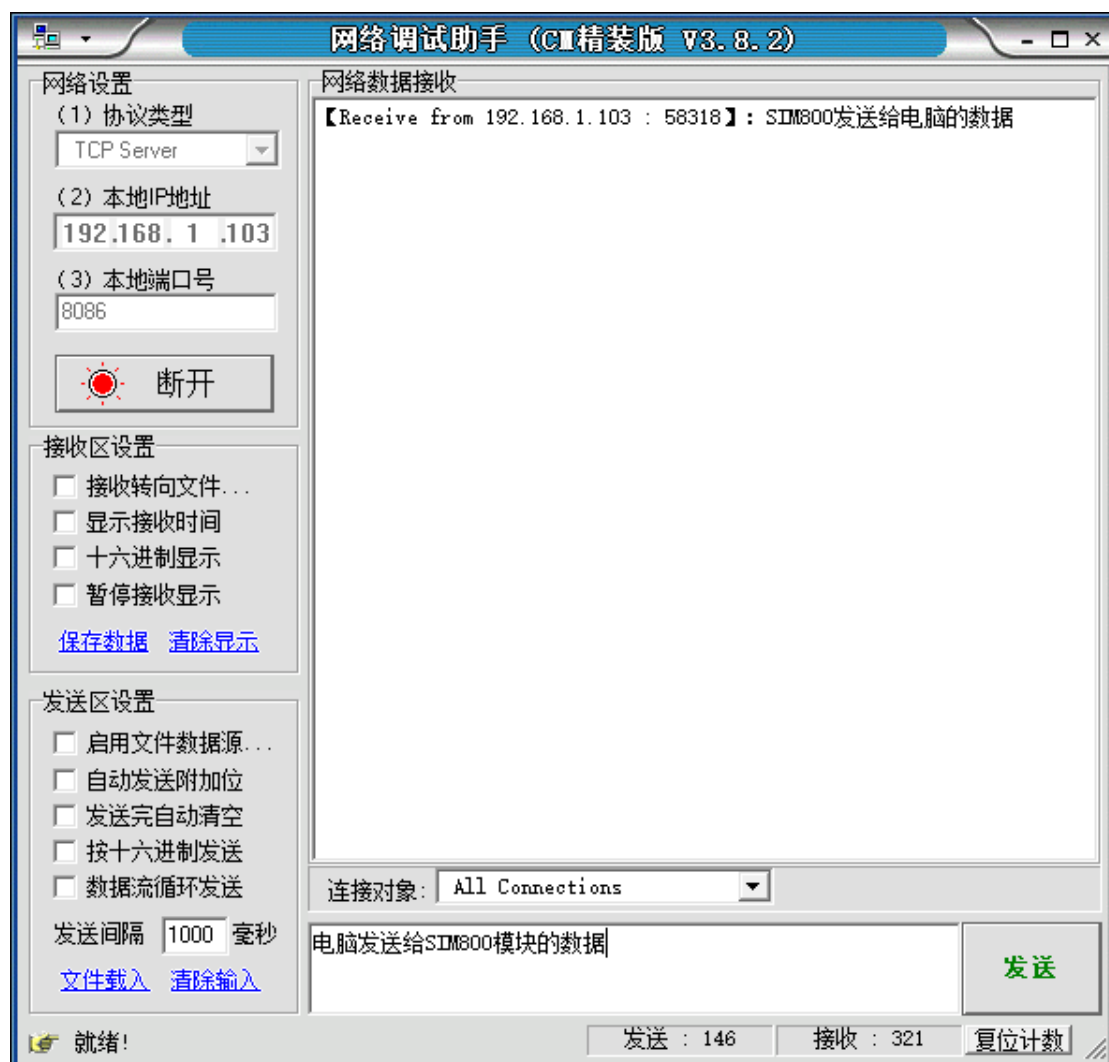 网络调试助手 (CMⅢ精装版 V3.8.2)
网络设置
(1) 协议类型
TCP Server
(2) 本地IP地址
192.168. 1 .103
(3) 本地端口号
8086
断开
接收区设置
接收转向文件...
显示接收时间
十六进制显示
暂停接收显示
保存数据 清除显示
发送区设置
启用文件数据源...
自动发送附加位
发送完自动清空
按十六进制发送
数据流循环发送
发送间隔 1000 毫秒
文件载入 清除输入
网络数据接收
【Receive from 192.168.1.103 : 58318】: SIM800发送给电脑的数据
连接对象: All Connections
电脑发送给SIM800模块的数据
发送
就绪!
发送 : 146
接收 : 321
复位计数